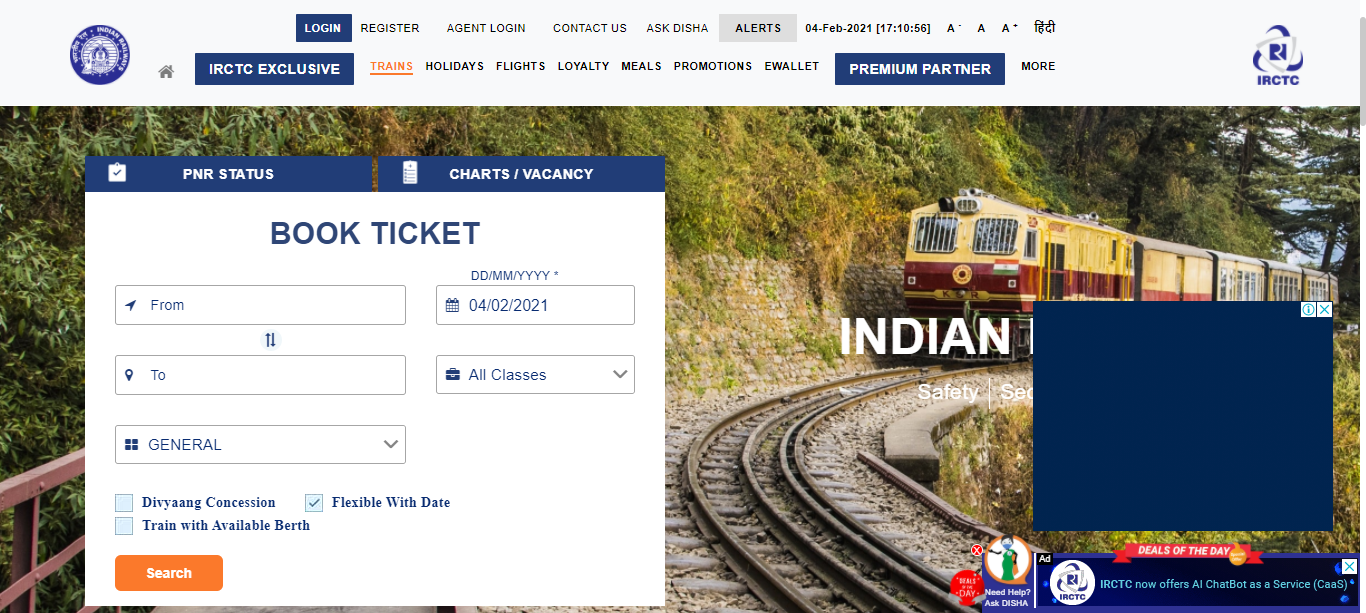 LOGIN REGISTER AGENT LOGIN CONTACT US ASK DISHA ALERTS 04-Feb-2021 [17:10:56] A - A A + हिंदी
IRCTC EXCLUSIVE TRAINS HOLIDAYS FLIGHTS LOYALTY MEALS PROMOTIONS EWALLET PREMIUM PARTNER MORE
INDIAN RAILWAYS
IRCTC
PNR STATUS CHARTS / VACANCY
BOOK TICKET
DD/MM/YYYY *
From 04/02/2021
To All Classes
GENERAL
Divyaang Concession Flexible With Date
Train with Available Berth
Search
INDIAN
Safety | Sec
DEALS OF THE DAY
Need Help?
Ask DISHA
Ad
DEALS OF THE DAY
IRCTC
IRCTC now offers AI ChatBot as a Service (CaaS)